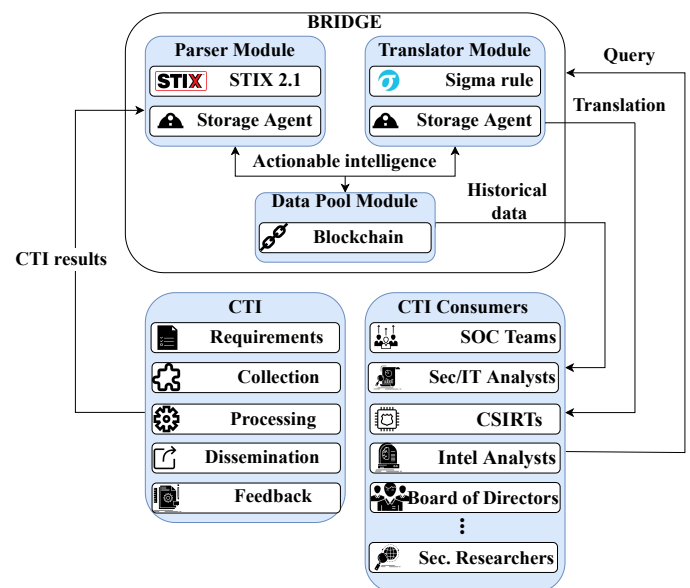 BRIDGE
Parser Module
STIX STIX 2.1
Storage Agent
Translator Module
Sigma rule
Storage Agent
Query
Translation
Actionable intelligence
Data Pool Module
Blockchain
Historical
data
CTI results
CTI
Requirements
Collection
Processing
Dissemination
Feedback
CTI Consumers
SOC Teams
Sec/IT Analysts
CSIRTs
Intel Analysts
Board of Directors
Sec. Researchers